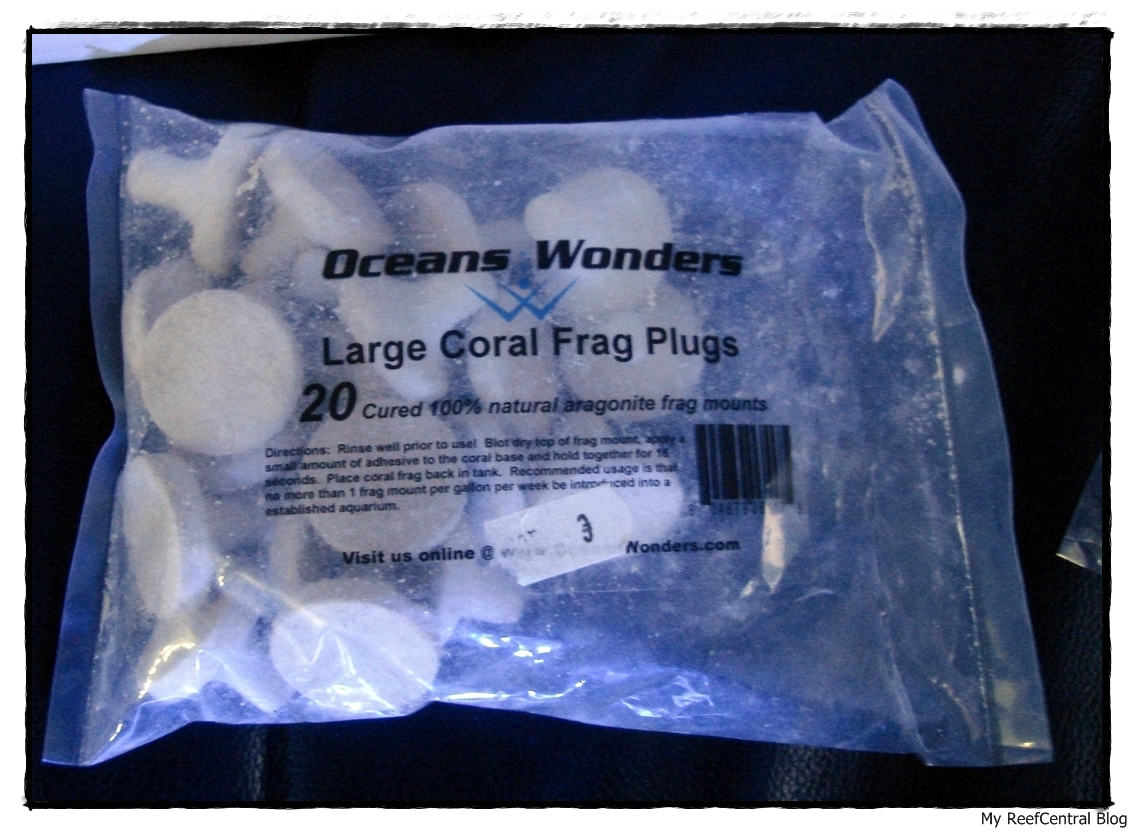 Oceans Wonders
Large Coral Frag Plugs
20 Cured 100% natural aragonite frag mounts
Directions: Rinse well prior to use! Blot dry top of frag mount, apply a
small amount of adhesive to the coral base and hold together for 15
seconds. Place coral frag back in tank. Recommended usage is that
no more than 1 frag mount per gallon per week be introduced into a
established aquarium.
3
Visit us online @ Wonders.com
My ReefCentral Blog